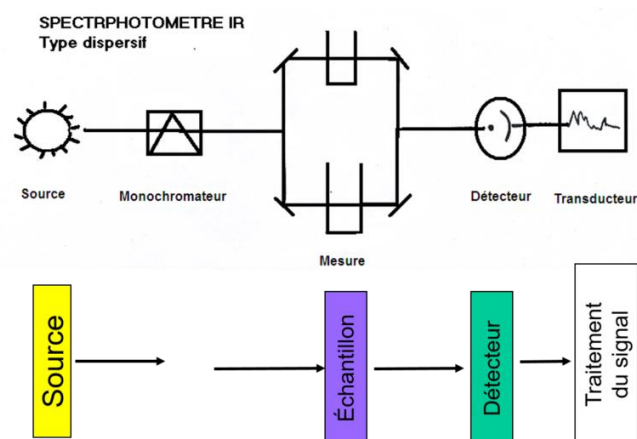 SPECTRPHOTOMETRE IR
Type dispersif
Source
Monochromateur
Mesure
Détecteur
Transducteur
Source
Échantillon
Détecteur
Traitement
du signal